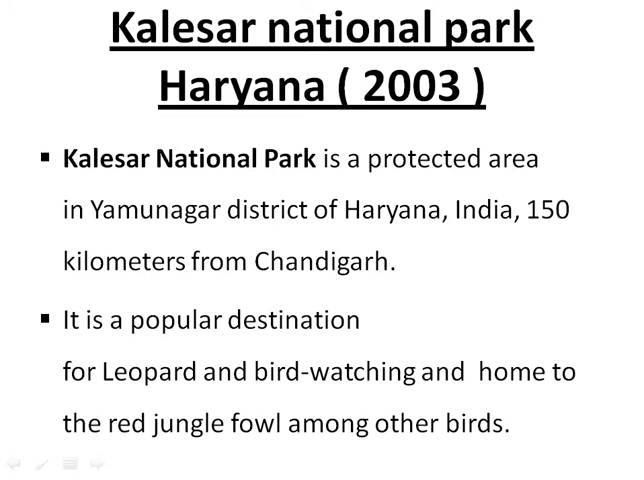 Kalesar national park
Haryana ( 2003 )
▪ Kalesar National Park is a protected area
in Yamunagar district of Haryana, India, 150
kilometers from Chandigarh.
▪ It is a popular destination
for Leopard and bird-watching and  home to
the red jungle fowl among other birds.